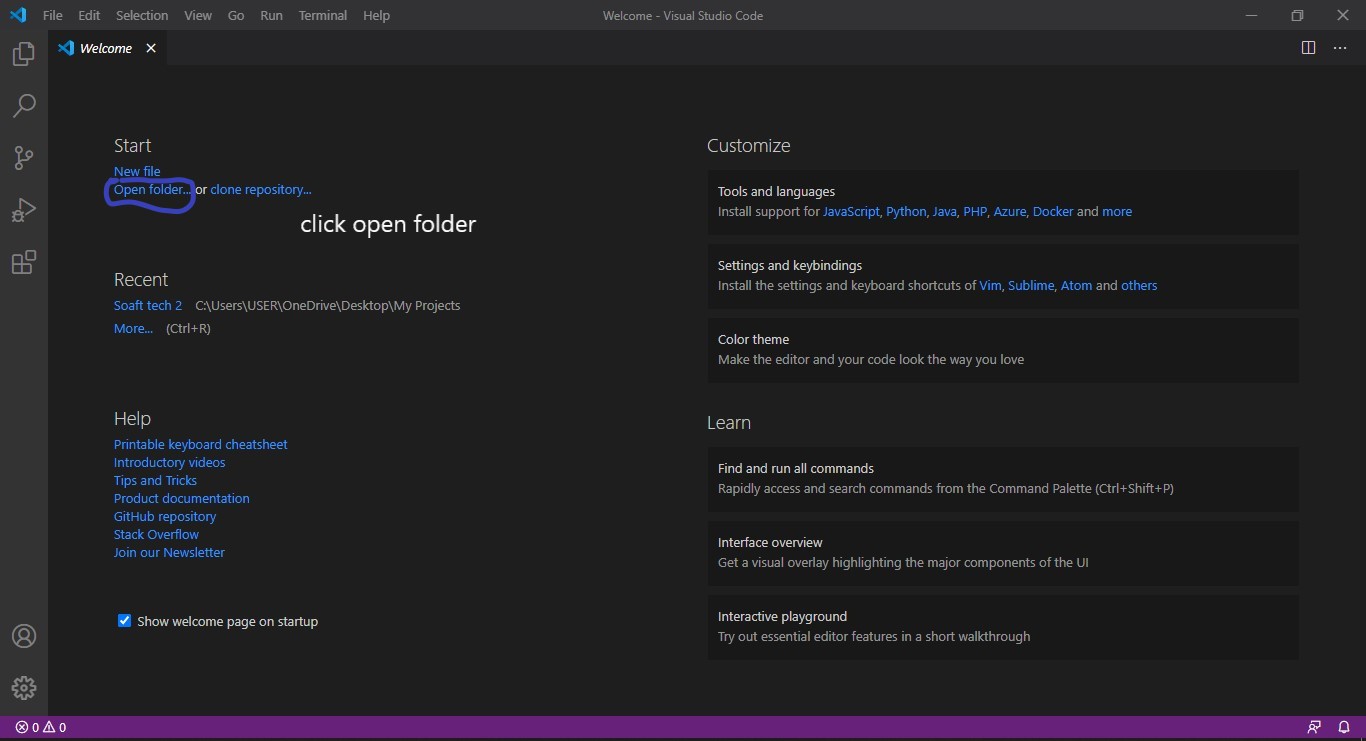 File Edit Selection View Go Run Terminal Help
Welcome - Visual Studio Code
Welcome
Start
New file
Open folder... or clone repository...
click open folder
Recent
Soaft tech 2 C:\Users\USER\OneDrive\Desktop\My Projects
More... (Ctrl+R)
Help
Printable keyboard cheatsheet
Introductory videos
Tips and Tricks
Product documentation
GitHub repository
Stack Overflow
Join our Newsletter
Show welcome page on startup
Customize
Tools and languages
Install support for JavaScript, Python, Java, PHP, Azure, Docker and more
Settings and keybindings
Install the settings and keyboard shortcuts of Vim, Sublime, Atom and others
Color theme
Make the editor and your code look the way you love
Learn
Find and run all commands
Rapidly access and search commands from the Command Palette (Ctrl+Shift+P)
Interface overview
Get a visual overlay highlighting the major components of the UI
Interactive playground
Try out essential editor features in a short walkthrough
0 0